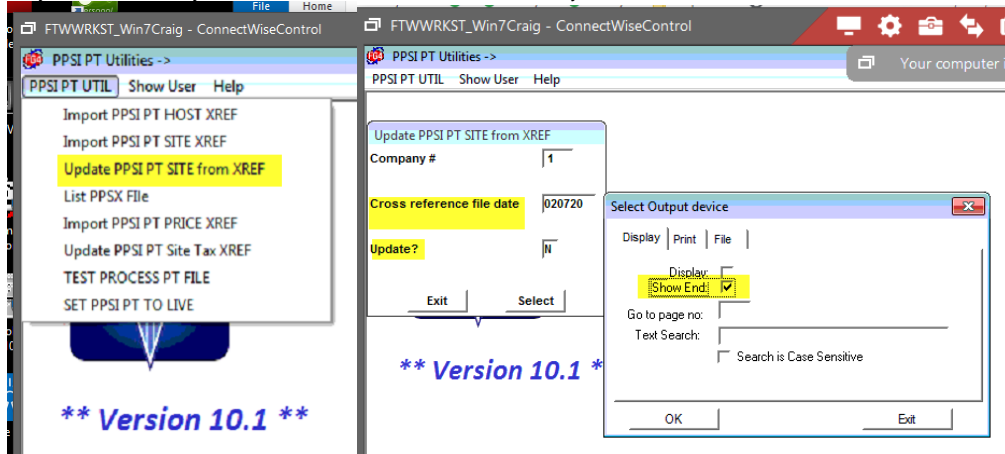 File Home
FTWWRKST_Win7Craig - ConnectWiseControl
PPSI PT Utilities ->
PPSI PT UTIL Show User Help
Import PPSI PT HOST XREF
Import PPSI PT SITE XREF
Update PPSI PT SITE from XREF
List PPSX FIle
Import PPSI PT PRICE XREF
Update PPSI PT Site Tax XREF
TEST PROCESS PT FILE
SET PPSI PT TO LIVE
** Version 10.1 **
FTWWRKST_Win7Craig - ConnectWiseControl
Your computer i
PPSI PT Utilities ->
PPSI PT UTIL Show User Help
Update PPSI PT SITE from XREF
Company # 1
Cross reference file date 020720
Update? N
Exit Select
** Version 10.1 *
Select Output device
Display Print File
Display:
Show End:
Go to page no:
Text Search:
Search is Case Sensitive
OK Exit